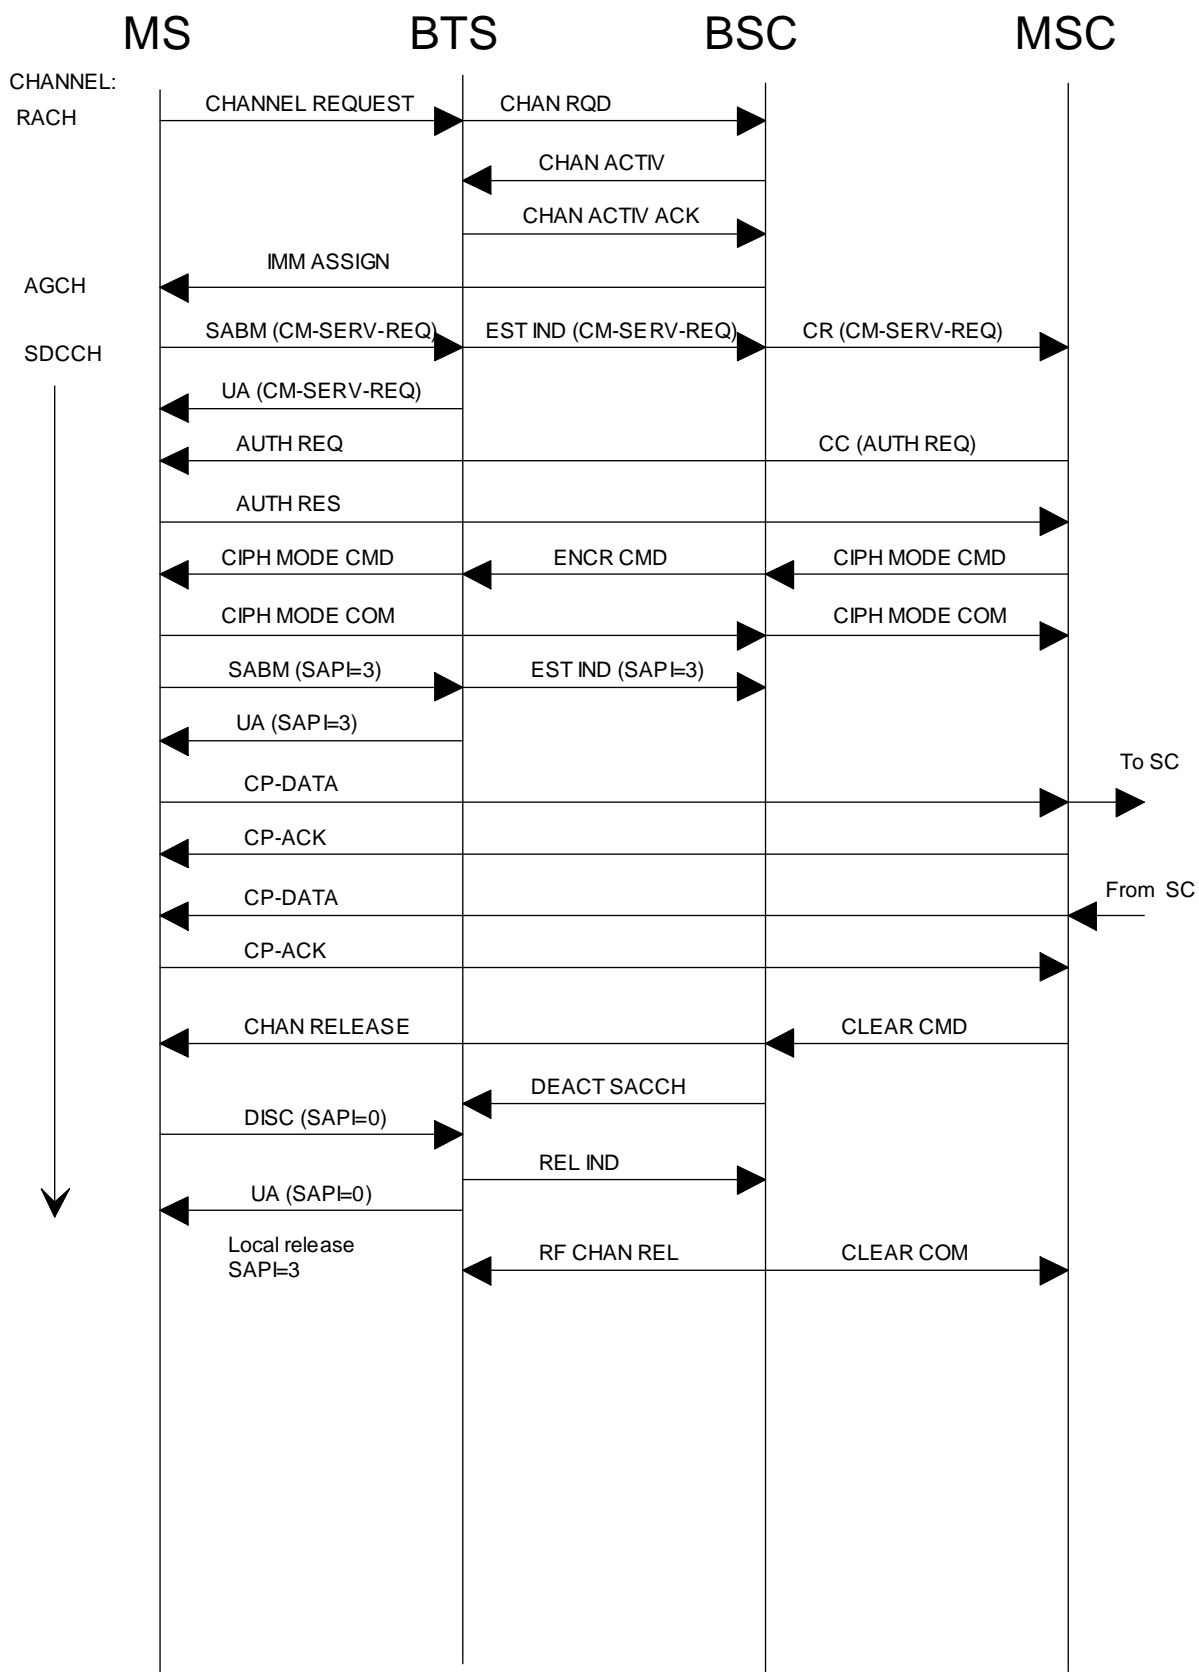 MS BTS BSC MSC
CHANNEL:
CHANNEL REQUEST CHAN RQD
RACH
CHAN ACTIV
CHAN ACTIV ACK
IMM ASSIGN
AGCH
SABM (CM-SERV-REQ) EST IND (CM-SERV-REQ) CR (CM-SERV-REQ)
SDCCH
UA (CM-SERV-REQ)
AUTH REQ CC (AUTH REQ)
AUTH RES
CIPH MODE CMD ENCR CMD CIPH MODE CMD
CIPH MODE COM CIPH MODE COM
SABM (SAPI=3) EST IND (SAPI=3)
UA (SAPI=3)
To SC
CP-DATA
CP-ACK
From SC
CP-DATA
CP-ACK
CHAN RELEASE CLEAR CMD
DEACT SACCH
DISC (SAPI=0)
REL IND
UA (SAPI=0)
Local release
SAPI=3
RF CHAN REL CLEAR COM